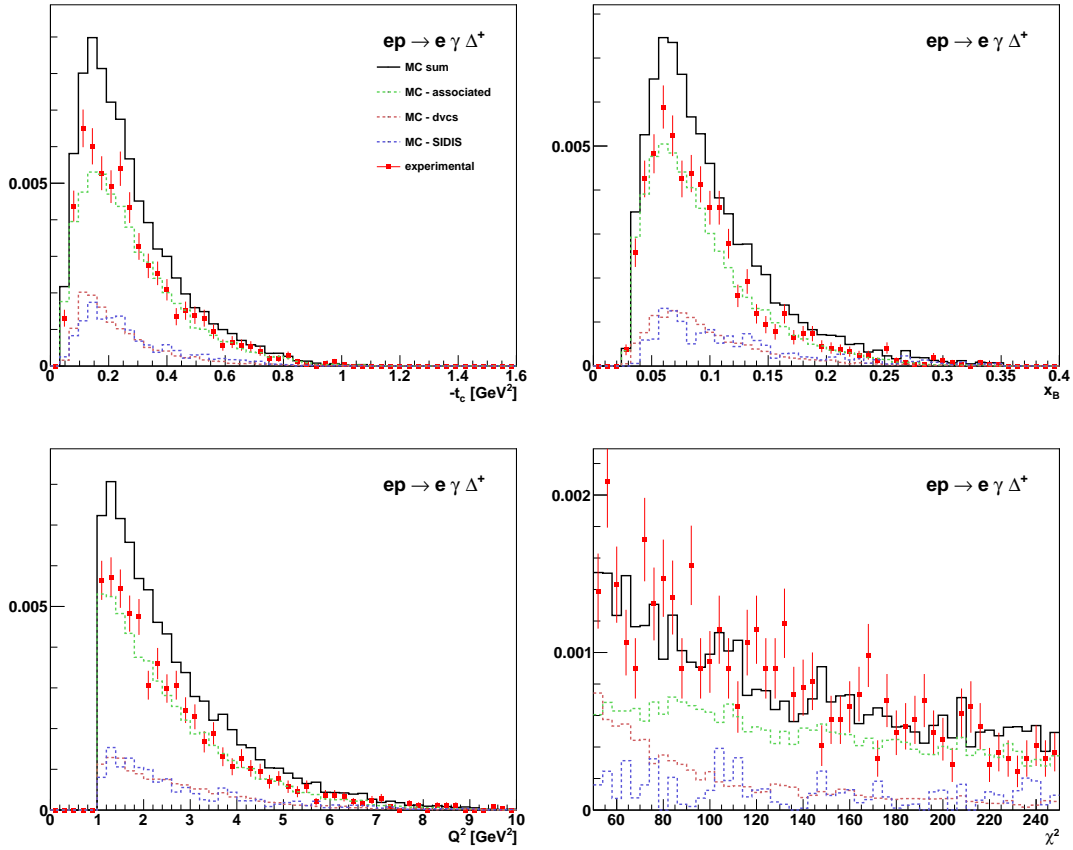 ep → e γ Δ⁺
MC sum
MC - associated
MC - dvcs
MC - SIDIS
experimental
0.005
0
0 0.2 0.4 0.6 0.8 1 1.2 1.4 1.6
-t_c [GeV²]
ep → e γ Δ⁺
0.005
0
0 0.05 0.1 0.15 0.2 0.25 0.3 0.35 0.4
x_B
ep → e γ Δ⁺
0.005
0
0 1 2 3 4 5 6 7 8 9 10
Q² [GeV²]
ep → e γ Δ⁺
0.002
0.001
0
60 80 100 120 140 160 180 200 220 240
χ²